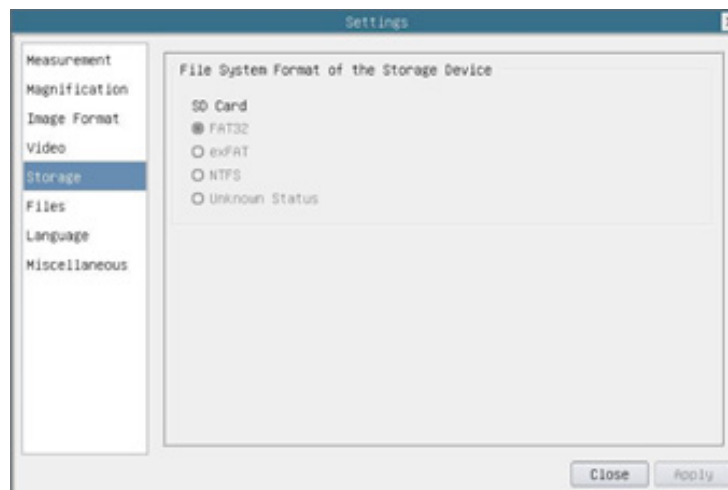 Settings
Measurement
Magnification
Image Format
Video
Storage
Files
Language
Miscellaneous
File System Format of the Storage Device
SD Card
FAT32
exFAT
NTFS
Unknown Status
Close
Apply